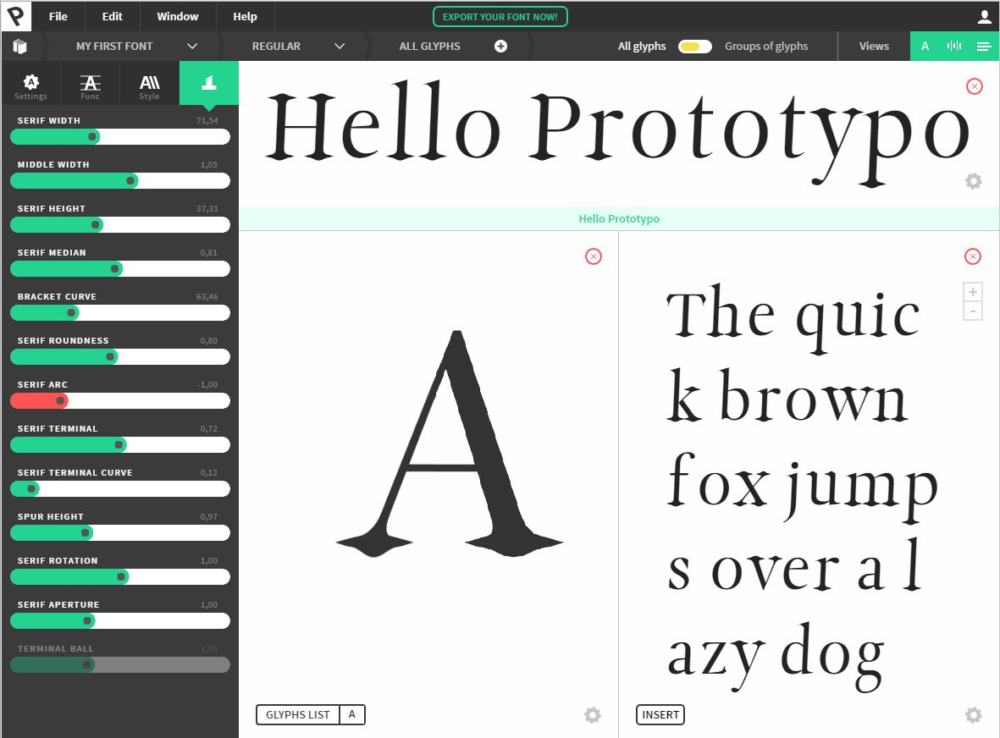 P
File Edit Window Help
EXPORT YOUR FONT NOW!
MY FIRST FONT REGULAR ALL GLYPHS
All glyphs Groups of glyphs Views A
Settings Func Style
SERIF WIDTH 71,54
MIDDLE WIDTH 1,05
SERIF HEIGHT 37,31
SERIF MEDIAN 0,81
BRACKET CURVE 63,46
SERIF ROUNDNESS 0,80
SERIF ARC -1,00
SERIF TERMINAL 0,72
SERIF TERMINAL CURVE 0,12
SPUR HEIGHT 0,97
SERIF ROTATION 1,00
SERIF APERTURE 1,00
TERMINAL BALL 1,00
Hello Prototypo
Hello Prototypo
A
GLYPHS LIST A
The quic
k brown
fox jump
s over a l
azy dog
+
-
INSERT